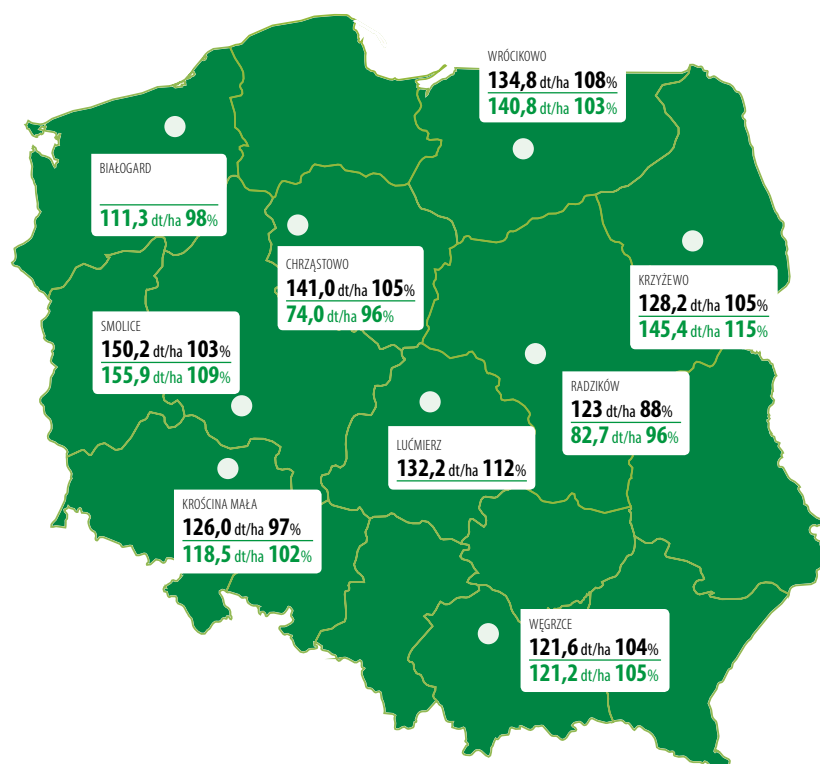 WRÓCIKOWO
134,8 dt/ha 108%
140,8 dt/ha 103%
BIAŁOGARD
111,3 dt/ha 98%
CHRZĄSTOWO
141,0 dt/ha 105%
74,0 dt/ha 96%
KRZYŻEWO
128,2 dt/ha 105%
145,4 dt/ha 115%
SMOLICE
150,2 dt/ha 103%
155,9 dt/ha 109%
RADZIKÓW
123 dt/ha 88%
82,7 dt/ha 96%
LUĆMIERZ
132,2 dt/ha 112%
KROŚCINA MAŁA
126,0 dt/ha 97%
118,5 dt/ha 102%
WĘGRZCE
121,6 dt/ha 104%
121,2 dt/ha 105%